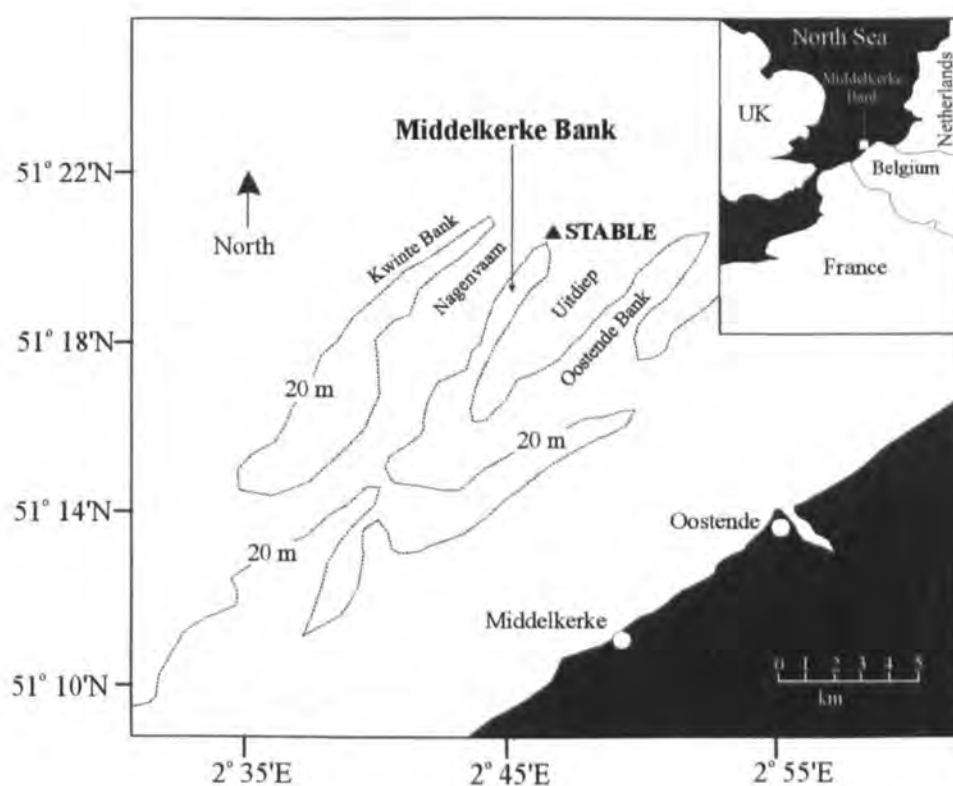 North Sea
Middelkerke
Bank
Netherlands
UK
Belgium
France
Middelkerke Bank
51° 22'N
North
Kwinte Bank
Nagenvaam
STABLE
Uitdiep
Oostende Bank
51° 18'N
20 m
20 m
51° 14'N
Oostende
20 m
Middelkerke
51° 10'N
0 1 2 3 4 5
km
2° 35'E
2° 45'E
2° 55'E